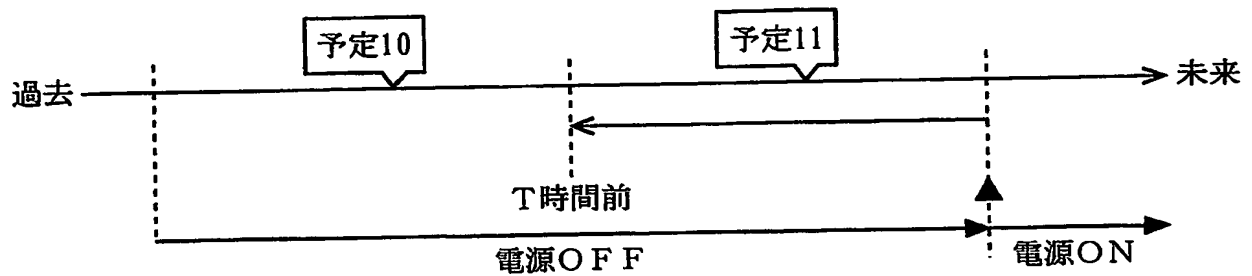 予定10
予定11
過去
未来
T時間前
電源OFF
電源ON